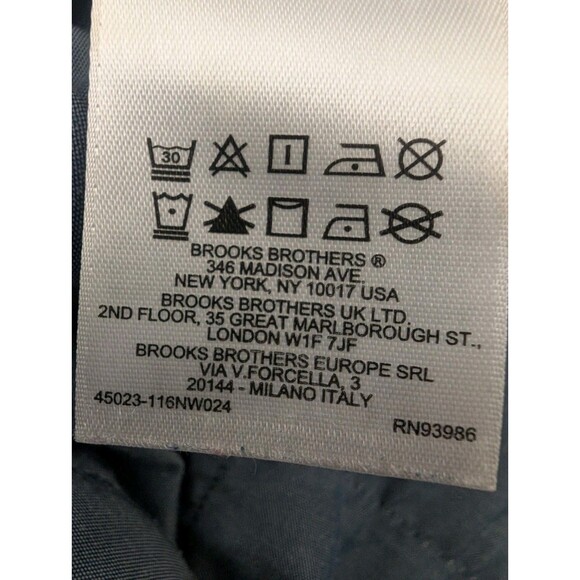 30
BROOKS BROTHERS ®
346 MADISON AVE.
NEW YORK, NY 10017 USA
BROOKS BROTHERS UK LTD.
2ND FLOOR, 35 GREAT MARLBOROUGH ST.,
LONDON W1F 7JF
BROOKS BROTHERS EUROPE SRL
VIA V.FORCELLA, 3
20144 - MILANO ITALY
45023-116NW024
RN93986